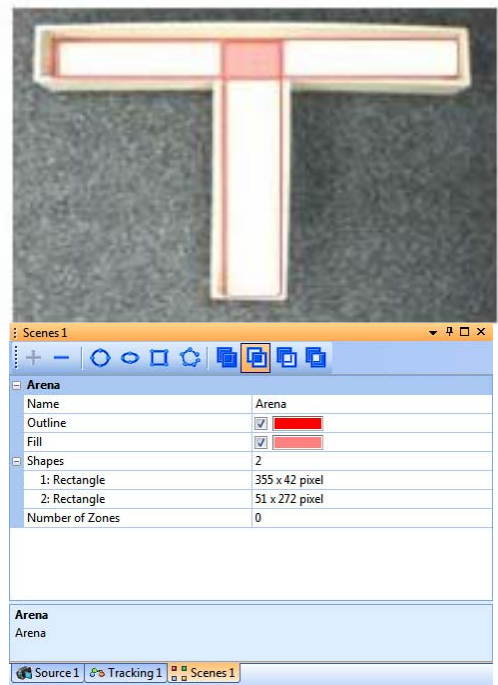 Scenes 1
Arena
Name Arena
Outline
Fill
Shapes 2
1: Rectangle 355 x 42 pixel
2: Rectangle 51 x 272 pixel
Number of Zones 0
Arena
Arena
Source 1 Tracking 1 Scenes 1